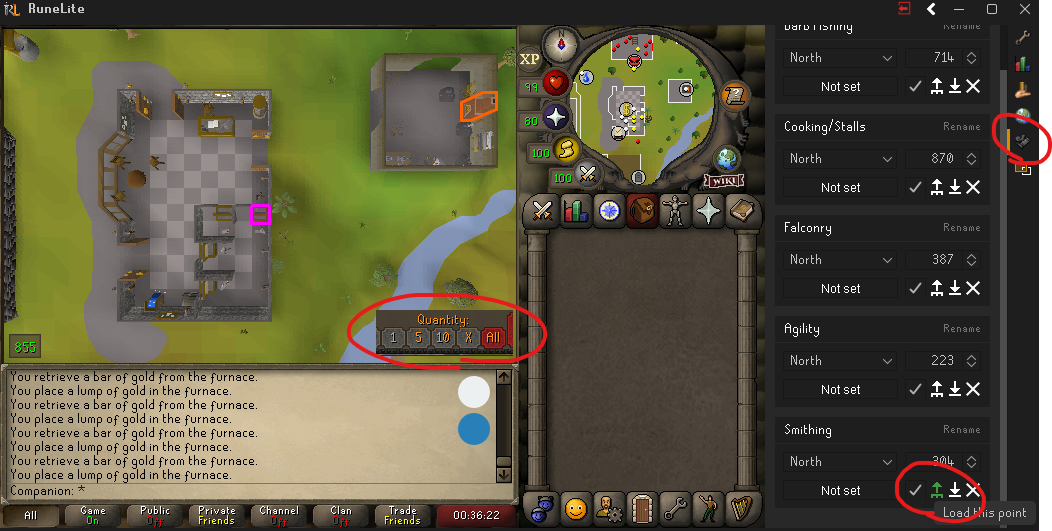 RuneLite
XP
N
99
80
100
100
WIKI
Quantity:
1 5 10 X All
855
You retrieve a bar of gold from the furnace.
You place a lump of gold in the furnace.
You retrieve a bar of gold from the furnace.
You place a lump of gold in the furnace.
You retrieve a bar of gold from the furnace.
You place a lump of gold in the furnace.
You retrieve a bar of gold from the furnace.
You place a lump of gold in the furnace.
Companion: *
All
Game
On
Public
Off
Private
Friends
Channel
Off
Clan
Off
Trade
Friends
00:36:22
Barb Fishing Rename
North 714
Not set
Cooking/Stalls Rename
North 870
Not set
Falconry Rename
North 387
Not set
Agility Rename
North 223
Not set
Smithing Rename
North 304
Not set
Load this point